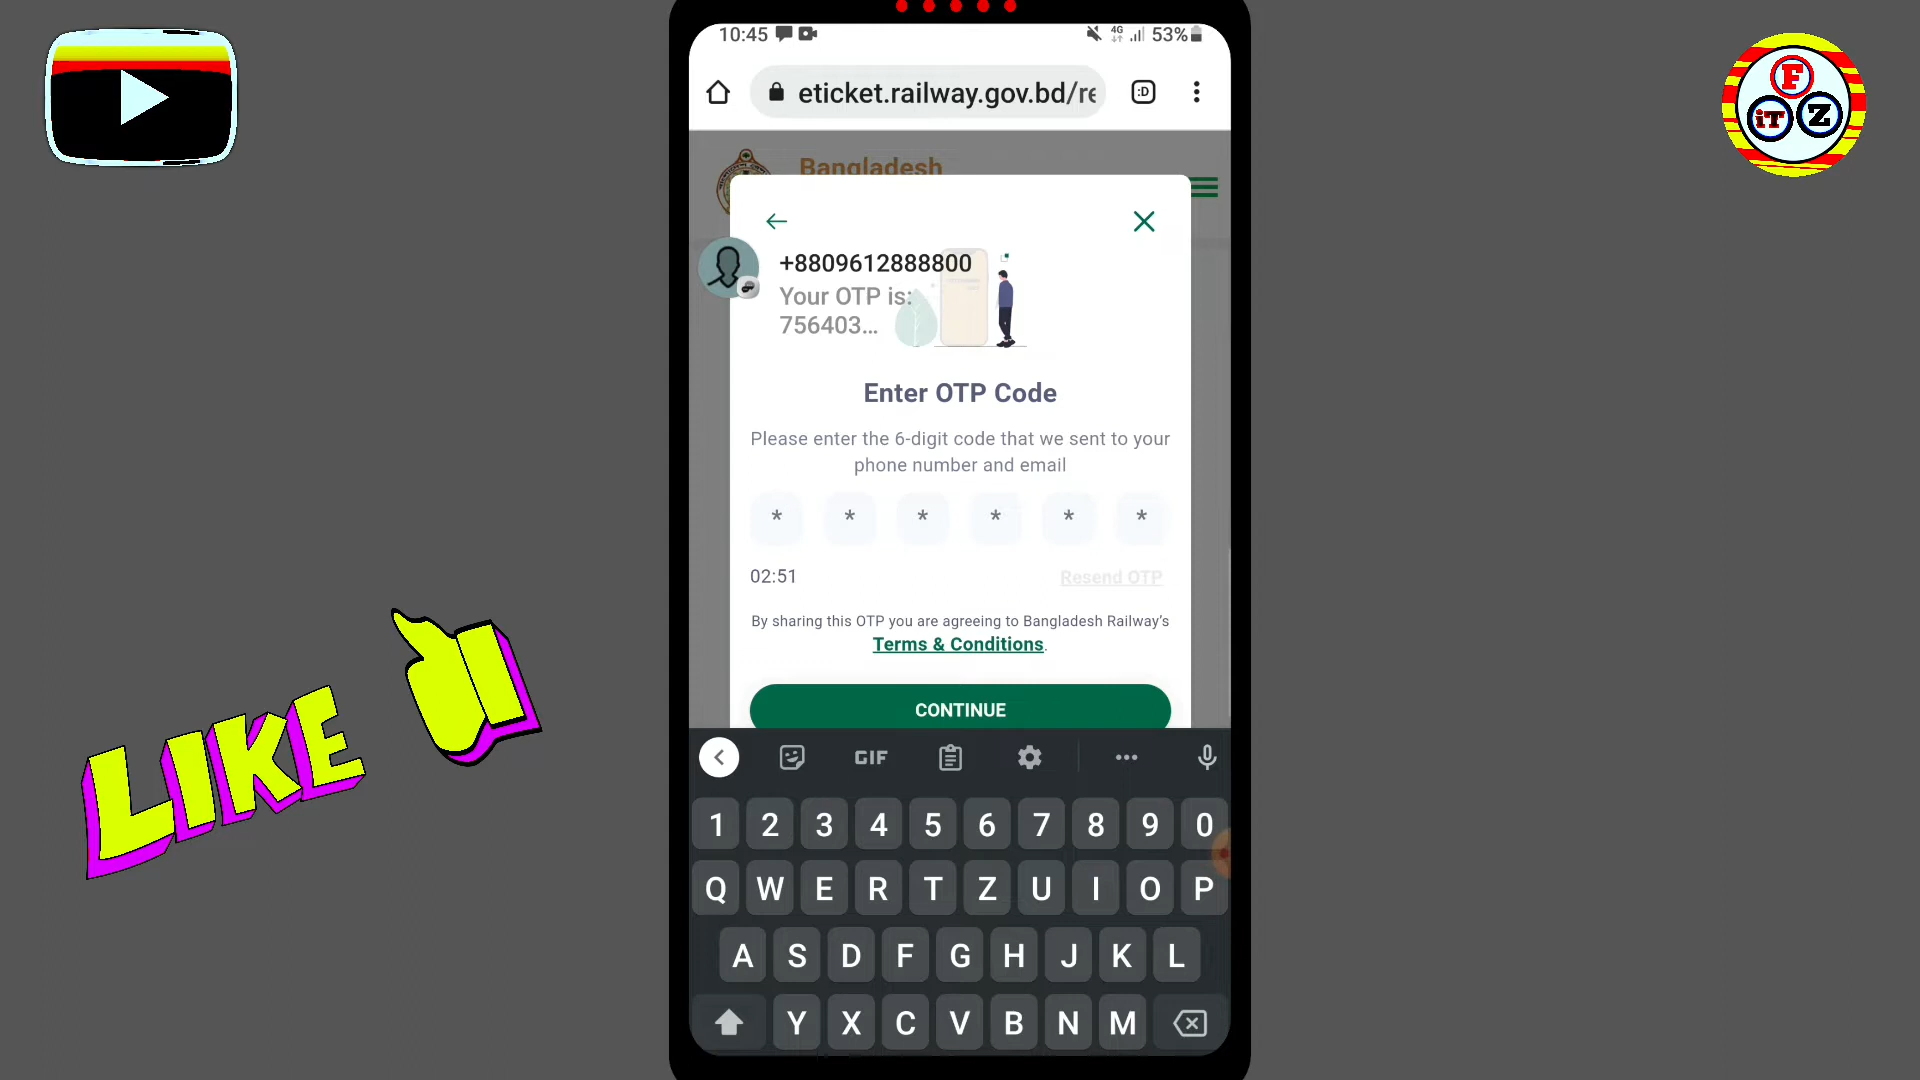 10:45
4G
53%
eticket.railway.gov.bd/re
:D
F
iT
Z
Bangladesh
+8809612888800
Your OTP is:
756403...
Enter OTP Code
Please enter the 6-digit code that we sent to your
phone number and email
* * * * * *
02:51
Resend OTP
By sharing this OTP you are agreeing to Bangladesh Railway's
Terms & Conditions.
CONTINUE
LIKE
GIF
1 2 3 4 5 6 7 8 9 0
Q W E R T Z U I O P
A S D F G H J K L
Y X C V B N M